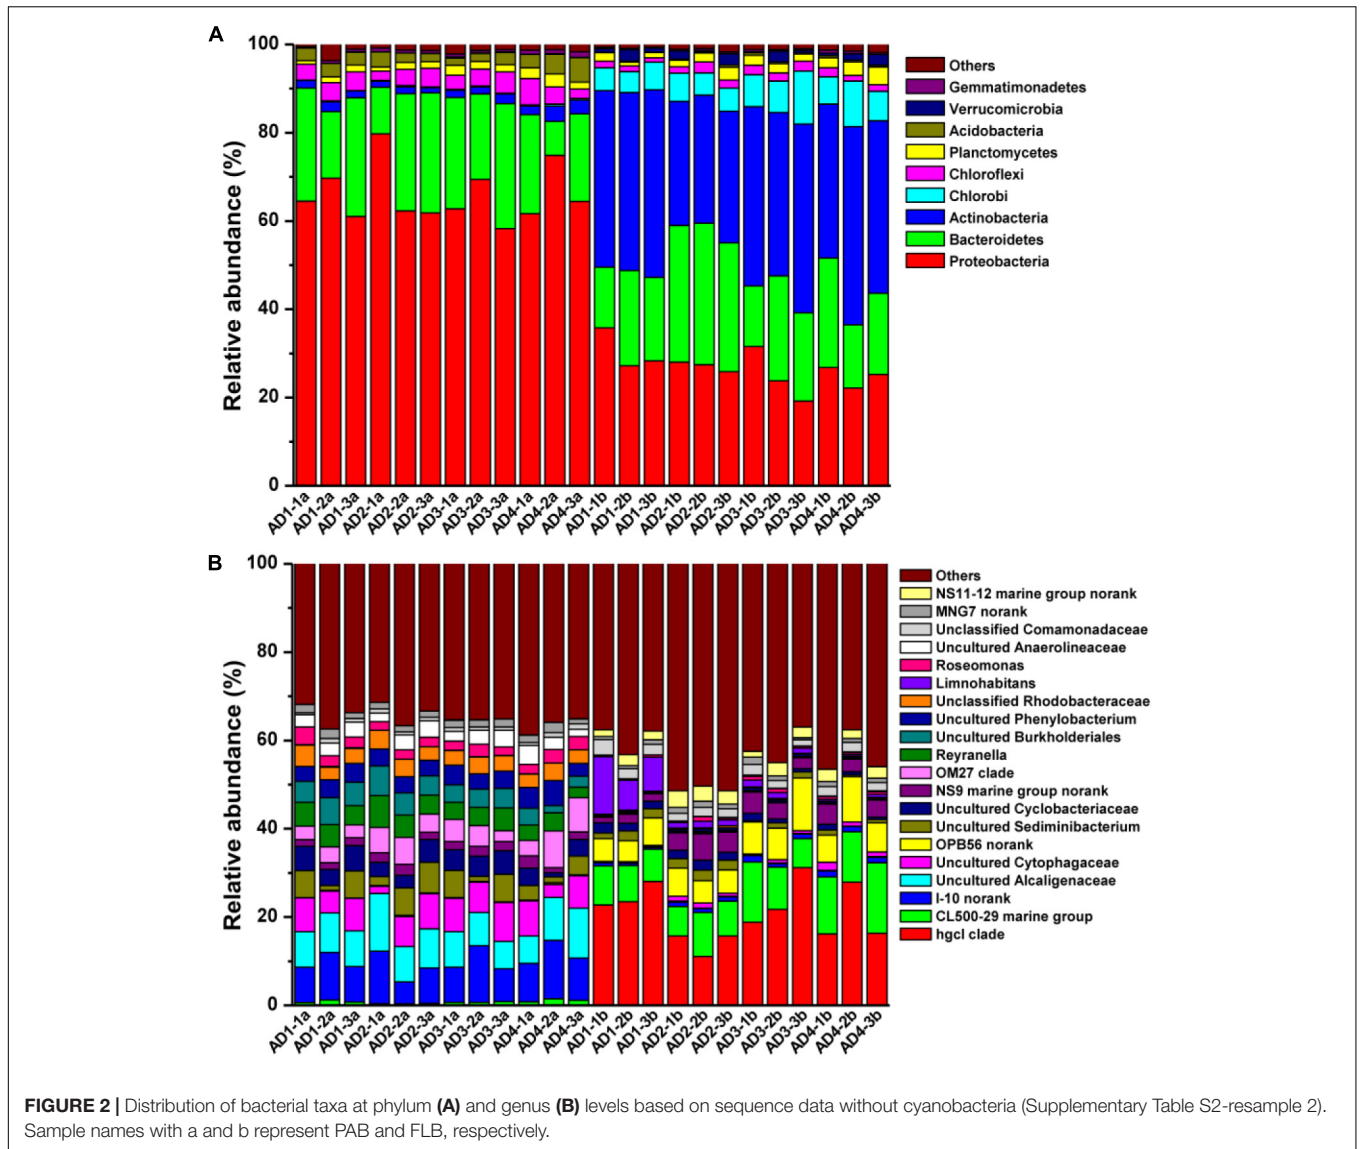 A
Relative abundance (%)
100
80
60
40
20
0
AD1-1a
AD1-2a
AD1-3a
AD2-1a
AD2-2a
AD2-3a
AD3-1a
AD3-2a
AD3-3a
AD4-1a
AD4-2a
AD4-3a
AD1-1b
AD1-2b
AD1-3b
AD2-1b
AD2-2b
AD2-3b
AD3-1b
AD3-2b
AD3-3b
AD4-1b
AD4-2b
AD4-3b
Others
Gemmatimonadetes
Verrucomicrobia
Acidobacteria
Planctomycetes
Chloroflexi
Chlorobi
Actinobacteria
Bacteroidetes
Proteobacteria
B
Relative abundance (%)
100
80
60
40
20
0
AD1-1a
AD1-2a
AD1-3a
AD2-1a
AD2-2a
AD2-3a
AD3-1a
AD3-2a
AD3-3a
AD4-1a
AD4-2a
AD4-3a
AD1-1b
AD1-2b
AD1-3b
AD2-1b
AD2-2b
AD2-3b
AD3-1b
AD3-2b
AD3-3b
AD4-1b
AD4-2b
AD4-3b
Others
NS11-12 marine group norank
MNG7 norank
Unclassified Comamonadaceae
Uncultured Anaerolineaceae
Roseomonas
Limnohabitans
Unclassified Rhodobacteraceae
Uncultured Phenylobacterium
Uncultured Burkholderiales
Reyranella
OM27 clade
NS9 marine group norank
Uncultured Cyclobacteriaceae
Uncultured Sediminibacterium
OPB56 norank
Uncultured Cytophagaceae
Uncultured Alcaligenaceae
I-10 norank
CL500-29 marine group
hgcI clade
FIGURE 2 | Distribution of bacterial taxa at phylum (A) and genus (B) levels based on sequence data without cyanobacteria (Supplementary Table S2-resample 2).
Sample names with a and b represent PAB and FLB, respectively.